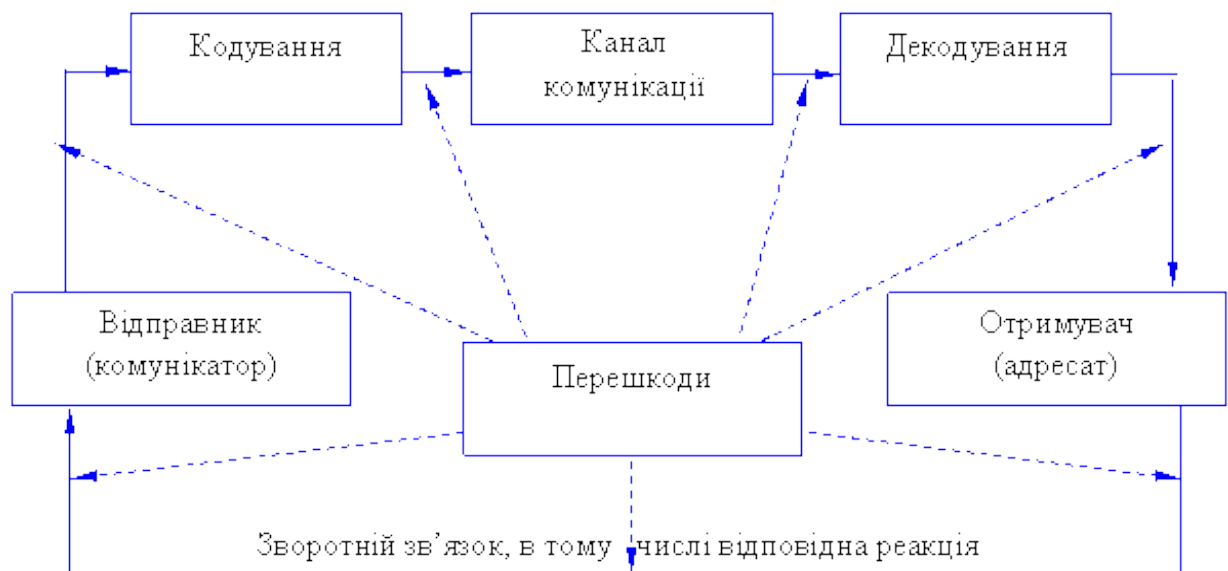 Кодування
Канал
комунікації
Декодування
Відправник
(комунікатор)
Перешкоди
Отримувач
(адресат)
Зворотній зв’язок, в тому числі відповідна реакція